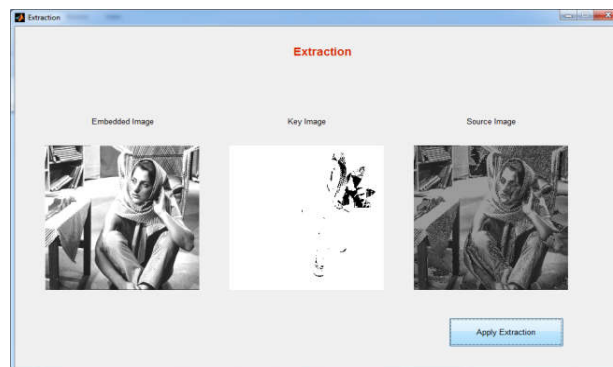 Extraction
Extraction
Embedded Image
Key Image
Source Image
Apply Extraction